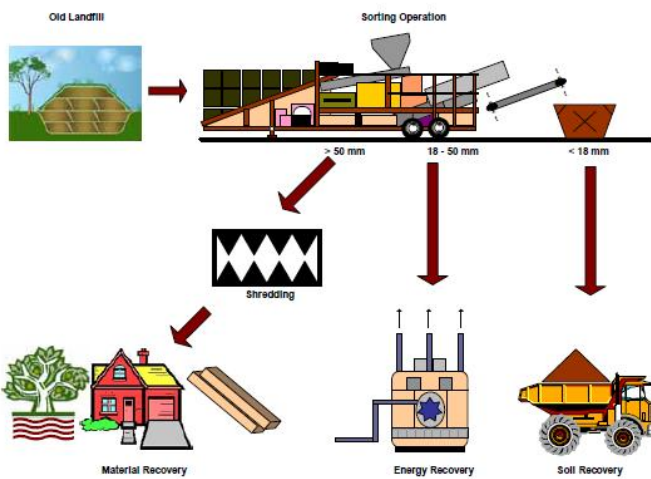 Old Landfill
Sorting Operation
> 50 mm
18 - 50 mm
< 18 mm
Shredding
Material Recovery
Energy Recovery
Soil Recovery